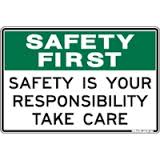 SAFETY
FIRST
SAFETY IS YOUR
RESPONSIBILITY
TAKE CARE